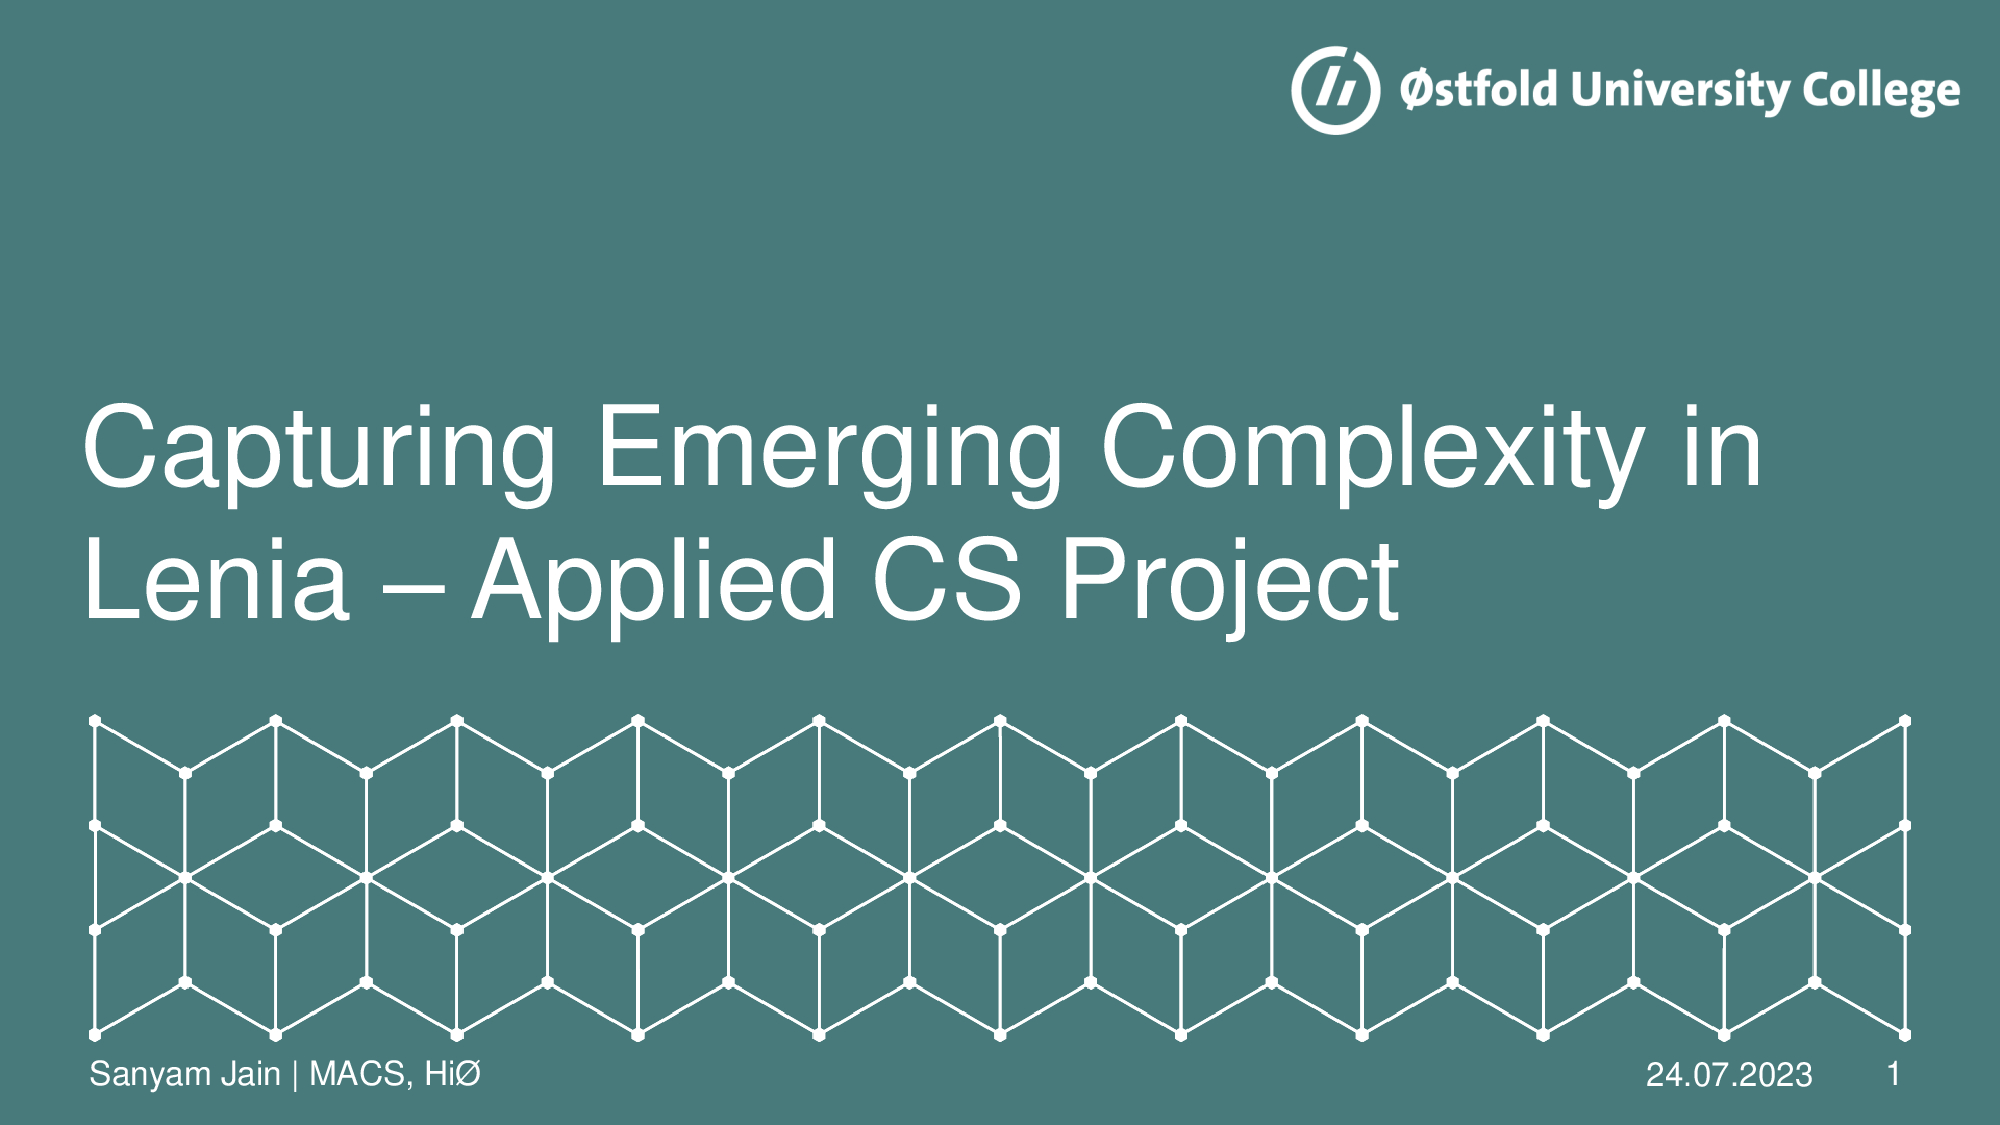 Østfold University College
Capturing Emerging Complexity in
Lenia – Applied CS Project
Sanyam Jain | MACS, HiØ
24.07.2023
1